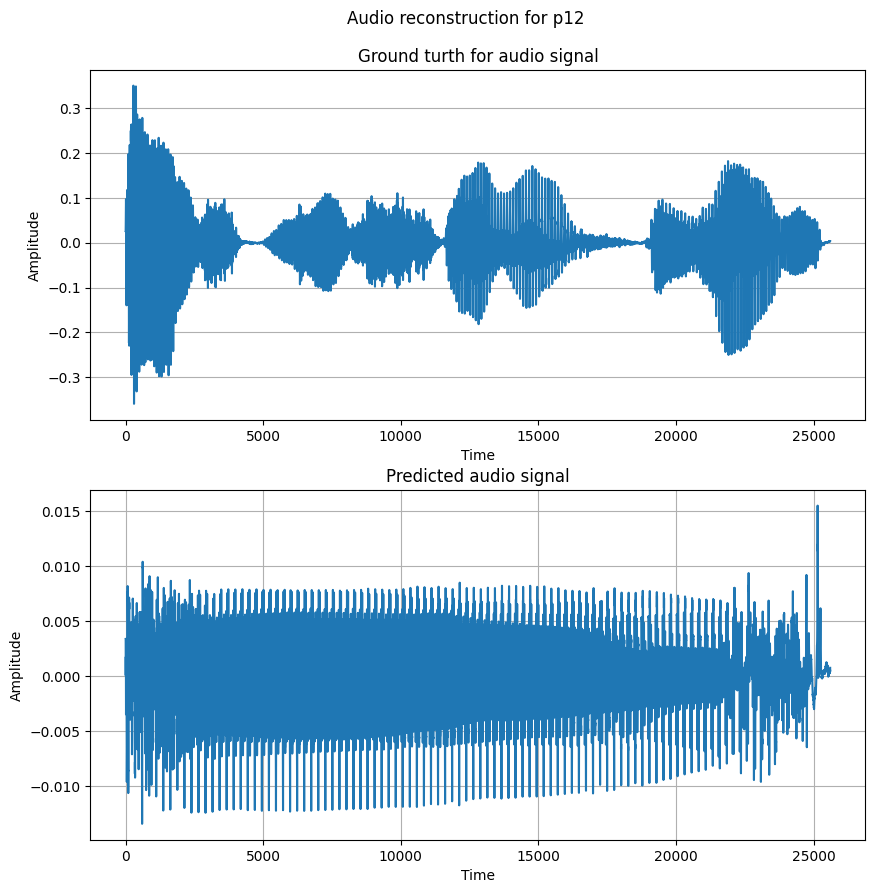 Audio reconstruction for p12
Ground turth for audio signal
0.3
0.2
0.1
0.0
−0.1
−0.2
−0.3
Amplitude
0 5000 10000 15000 20000 25000
Time
Predicted audio signal
0.015
0.010
0.005
0.000
−0.005
−0.010
Amplitude
0 5000 10000 15000 20000 25000
Time